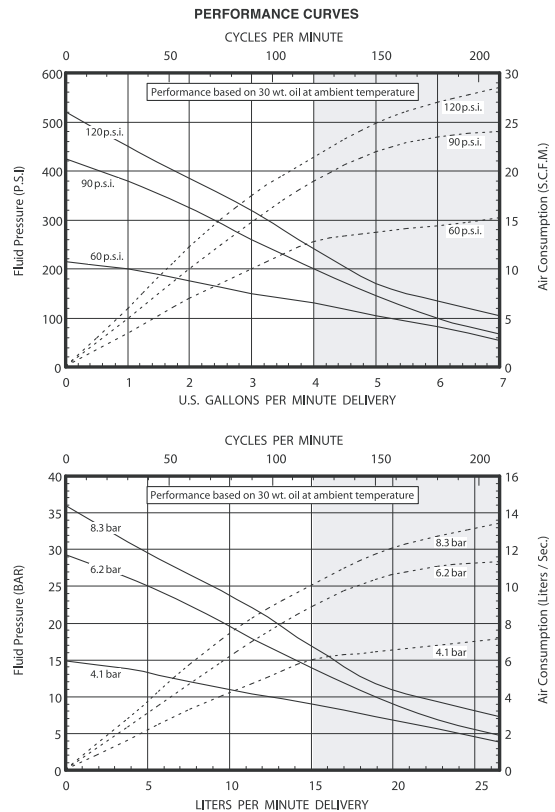 PERFORMANCE CURVES
CYCLES PER MINUTE
0 50 100 150 200
600 30
Performance based on 30 wt. oil at ambient temperature
120 p.s.i.
500 25
120 p.s.i.
90 p.s.i.
400 20
90 p.s.i.
Fluid Pressure (P.S.I)
Air Consumption (S.C.F.M.)
300 15
60 p.s.i.
60 p.s.i.
200 10
100 5
0 0
0 1 2 3 4 5 6 7
U.S. GALLONS PER MINUTE DELIVERY
CYCLES PER MINUTE
0 50 100 150 200
40 16
Performance based on 30 wt. oil at ambient temperature
35 14
8.3 bar
8.3 bar
30 12
6.2 bar
6.2 bar
25 10
Fluid Pressure (BAR)
Air Consumption (Liters / Sec.)
20 8
4.1 bar
15 6
4.1 bar
10 4
5 2
0 0
0 5 10 15 20 25
LITERS PER MINUTE DELIVERY